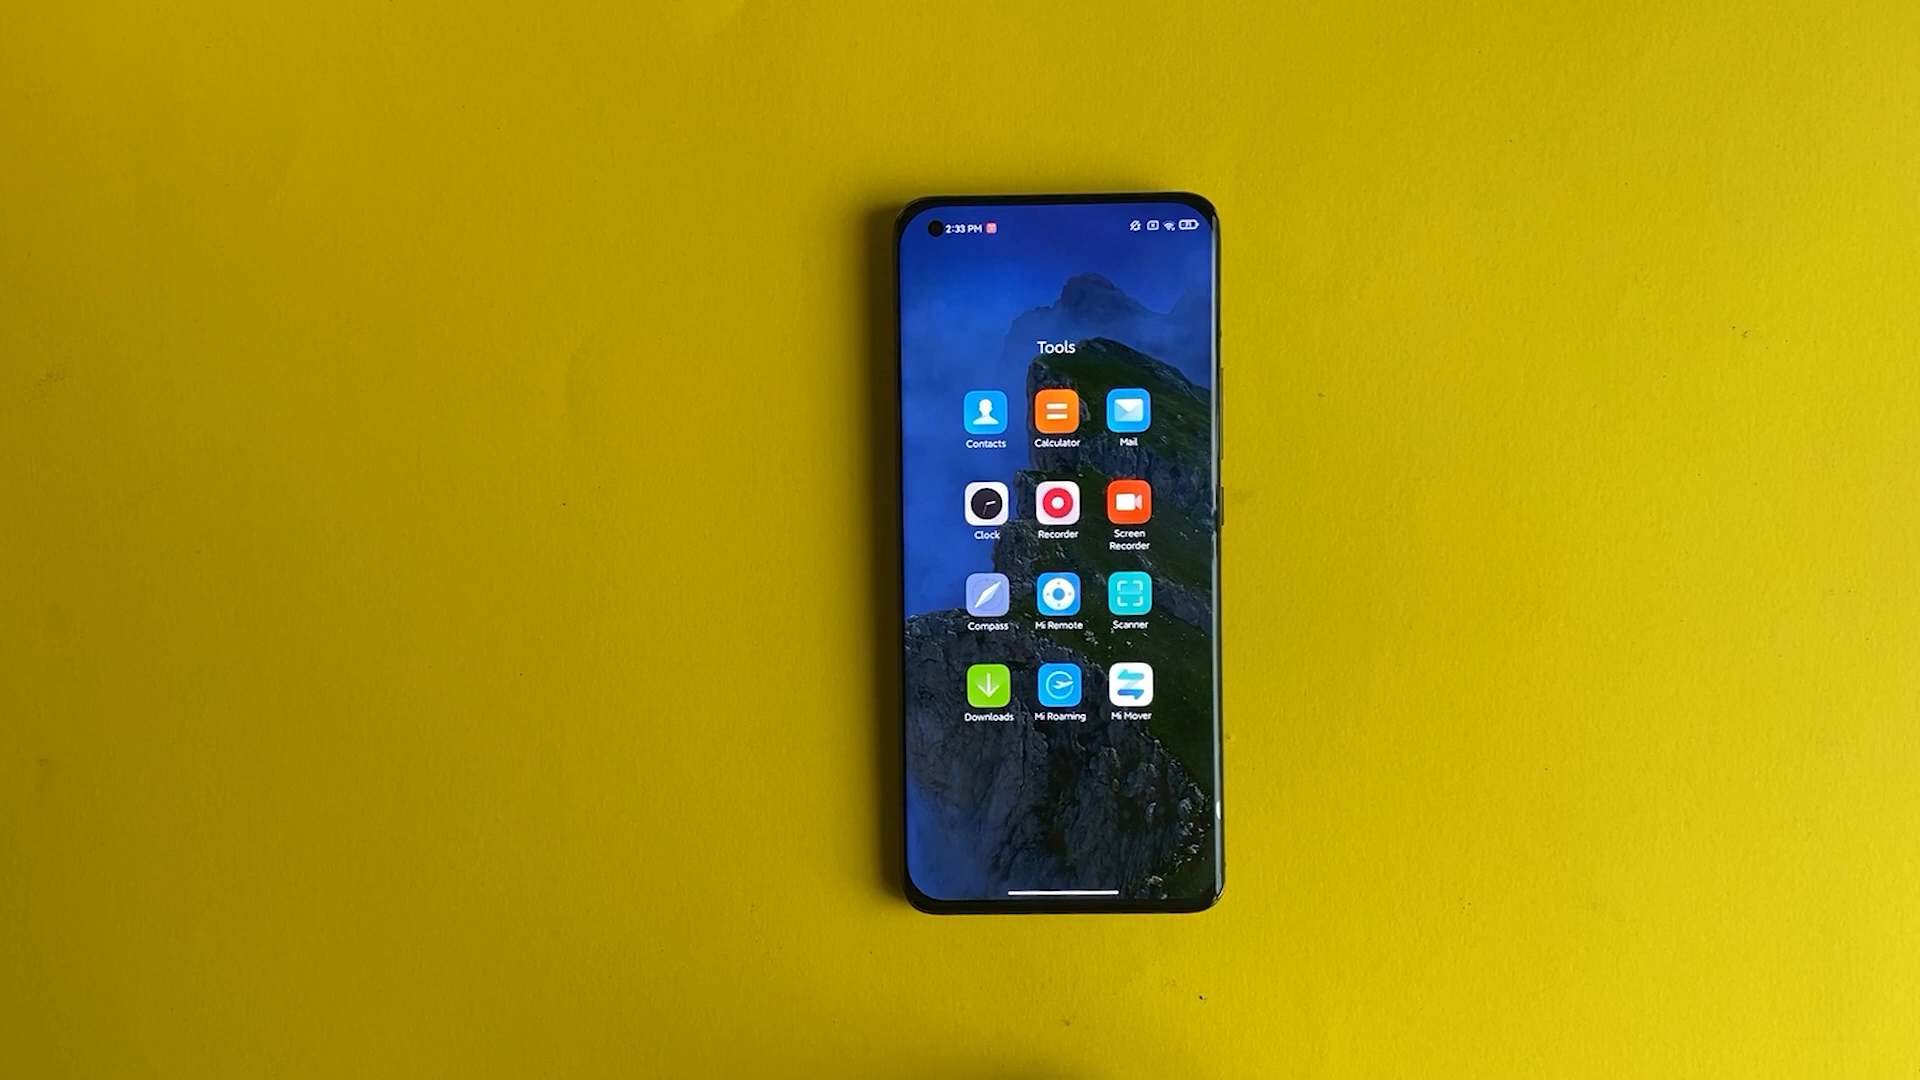 2:33 PM
Tools
Contacts Calculator Mail
Clock Recorder Screen Recorder
Compass Mi Remote Scanner
Downloads Mi Roaming Mi Mover